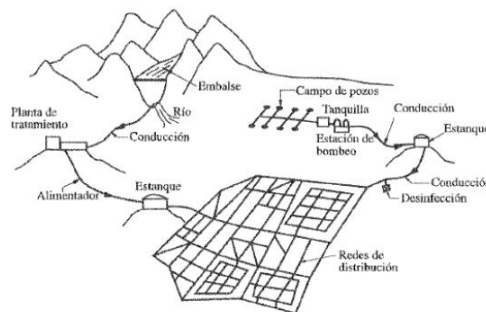 Embalse
Río
Conducción
Planta de
tratamiento
Alimentador
Estanque
Campo de pozos
Tanquilla
Estación de
bombeo
Conducción
Estanque
Conducció
Desinfección
Redes de
distribución